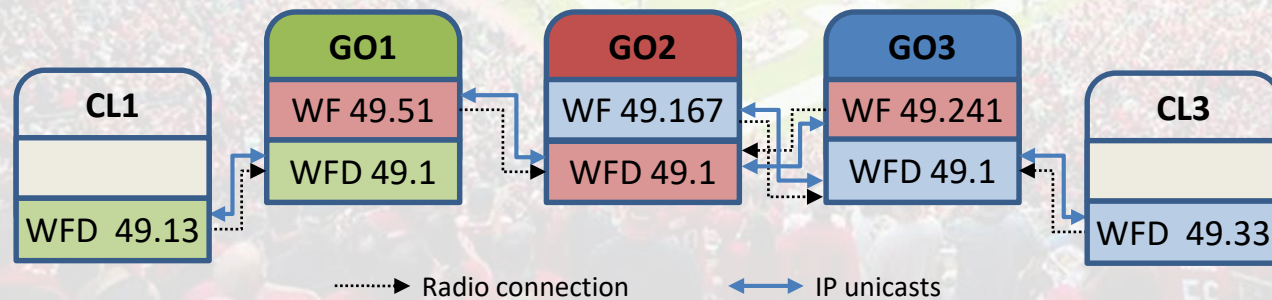 CL1
WFD 49.13
GO1
WF 49.51
WFD 49.1
GO2
WF 49.167
WFD 49.1
GO3
WF 49.241
WFD 49.1
CL3
WFD 49.33
Radio connection
IP unicasts